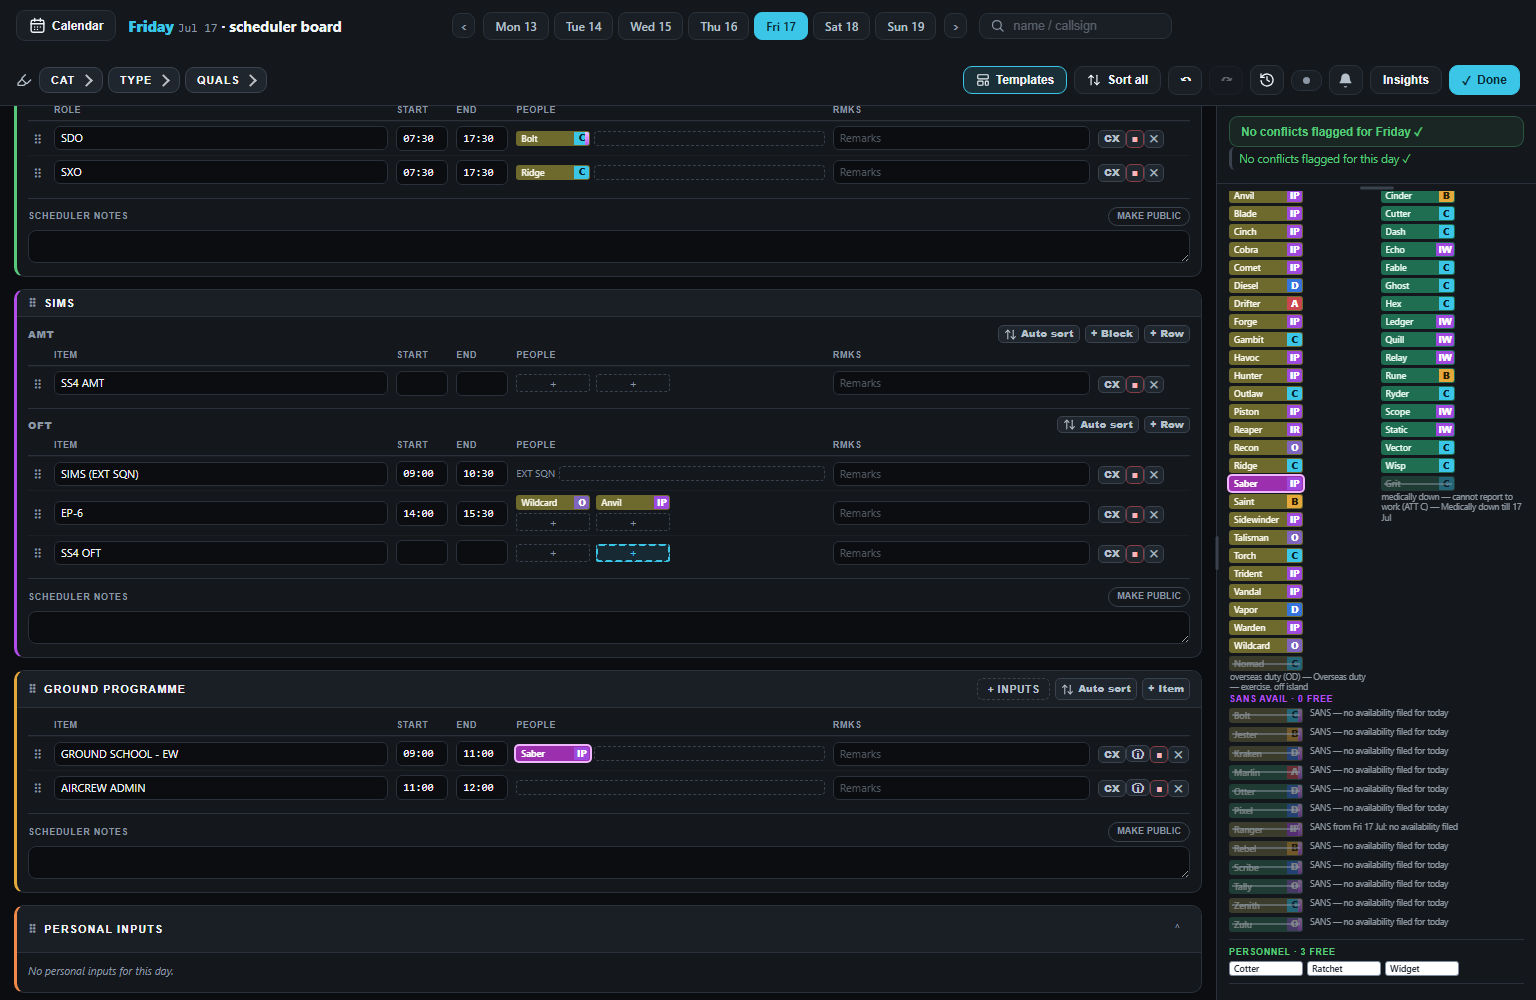 Calendar
Friday Jul 17 · scheduler board
‹ Mon 13 Tue 14 Wed 15 Thu 16 Fri 17 Sat 18 Sun 19 ›
name / callsign
CAT TYPE QUALS
Templates Sort all Insights ✓ Done
ROLE START END PEOPLE RMKS
SDO 07:30 17:30 Bolt C Remarks CX ✕
SXO 07:30 17:30 Ridge C Remarks CX ✕
SCHEDULER NOTES MAKE PUBLIC
SIMS
AMT Auto sort + Block + Row
ITEM START END PEOPLE RMKS
SS4 AMT + + Remarks CX ✕
OFT Auto sort + Row
ITEM START END PEOPLE RMKS
SIMS (EXT SQN) 09:00 10:30 EXT SQN Remarks CX ✕
EP-6 14:00 15:30 Wildcard O Anvil IP + + Remarks CX ✕
SS4 OFT + + Remarks CX ✕
SCHEDULER NOTES MAKE PUBLIC
GROUND PROGRAMME + INPUTS Auto sort + Item
ITEM START END PEOPLE RMKS
GROUND SCHOOL - EW 09:00 11:00 Saber IP Remarks CX ✕
AIRCREW ADMIN 11:00 12:00 Remarks CX ✕
SCHEDULER NOTES MAKE PUBLIC
PERSONAL INPUTS ^
No personal inputs for this day.
No conflicts flagged for Friday ✓
No conflicts flagged for this day ✓
Anvil IP
Blade IP
Cinch IP
Cobra IP
Comet IP
Diesel D
Drifter A
Forge IP
Gambit C
Havoc IP
Hunter IP
Outlaw C
Piston IP
Reaper IR
Recon O
Ridge C
Saber IP
Saint B
Sidewinder IP
Talisman O
Torch C
Trident IP
Vandal IP
Vapor D
Warden IP
Wildcard O
Nomad C
overseas duty (OD) — Overseas duty
— exercise, off island
Cinder B
Cutter C
Dash C
Echo IW
Fable C
Ghost C
Hex C
Ledger IW
Quill IW
Relay IW
Rune B
Ryder C
Scope IW
Static IW
Vector C
Wisp C
Grit C
medically down — cannot report to
work (ATT C) — Medically down till 17
Jul
SANS AVAIL · 0 FREE
Bolt C SANS — no availability filed for today
Jester B SANS — no availability filed for today
Kraken D SANS — no availability filed for today
Marlin A SANS — no availability filed for today
Otter D SANS — no availability filed for today
Pixel D SANS — no availability filed for today
Ranger IP SANS from Fri 17 Jul: no availability filed
Rebel B SANS — no availability filed for today
Scribe D SANS — no availability filed for today
Tally O SANS — no availability filed for today
Zenith C SANS — no availability filed for today
Zulu O SANS — no availability filed for today
PERSONNEL · 3 FREE
Cotter Ratchet Widget